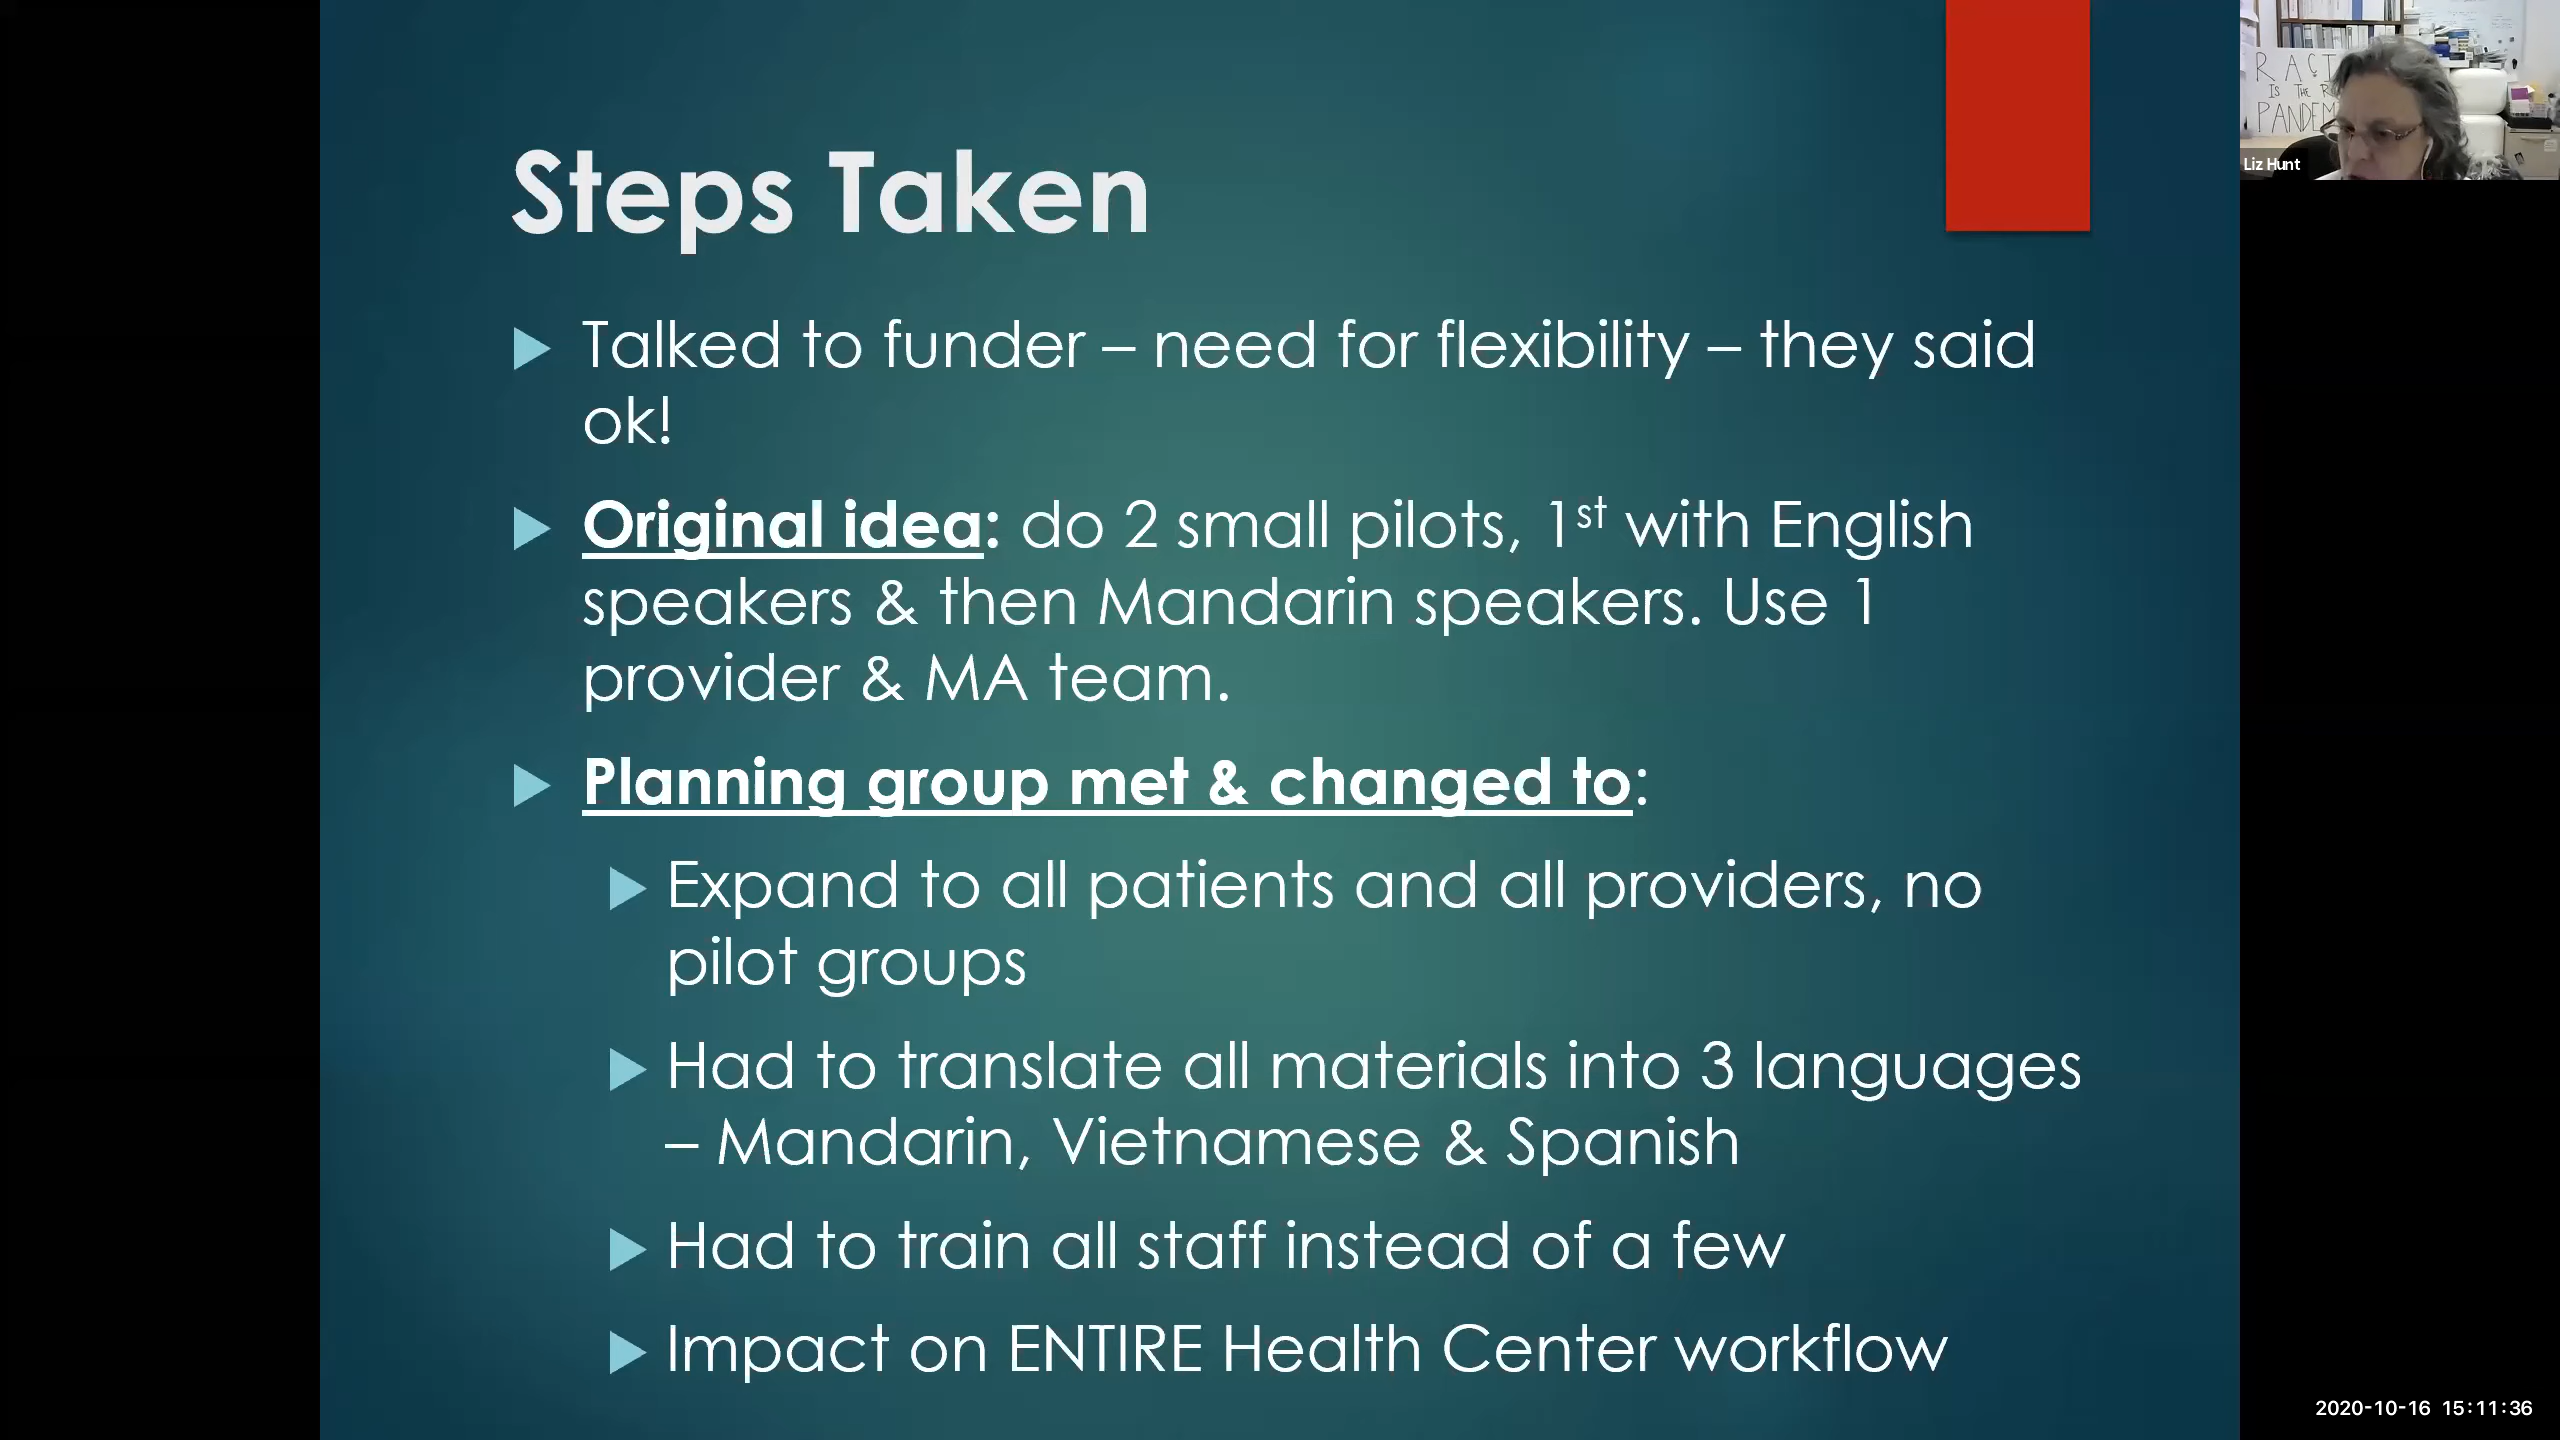 Steps Taken
Talked to funder – need for flexibility – they said
ok!
Original idea: do 2 small pilots, 1st with English
speakers & then Mandarin speakers. Use 1
provider & MA team.
Planning group met & changed to:
Expand to all patients and all providers, no
pilot groups
Had to translate all materials into 3 languages
– Mandarin, Vietnamese & Spanish
Had to train all staff instead of a few
Impact on ENTIRE Health Center workflow
RACI
IS THE R
PANDEM
Liz Hunt
2020-10-16 15:11:36